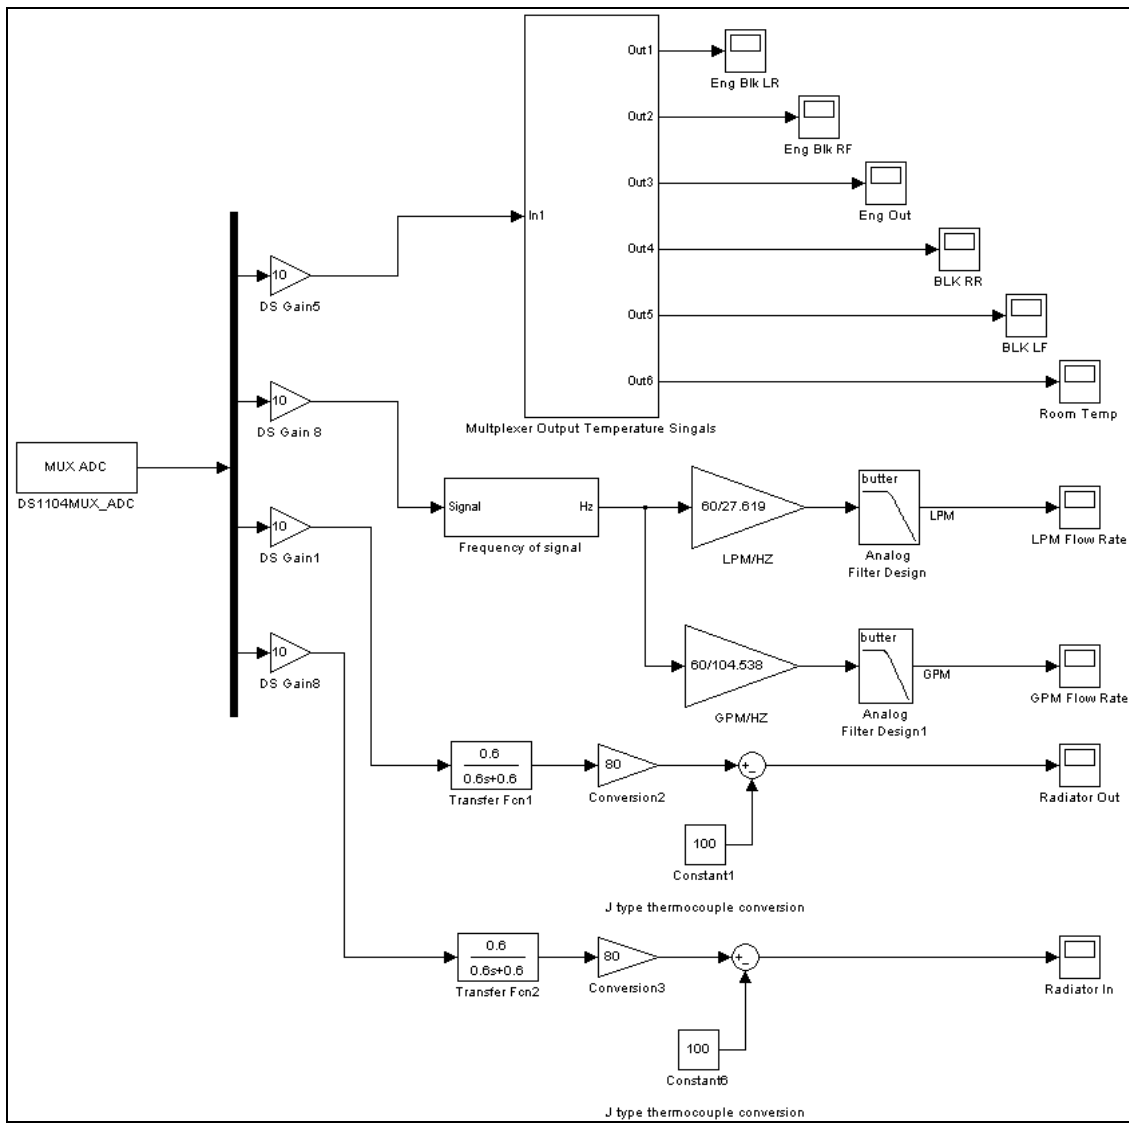 Out1
Eng Blk LR
Out2
Eng Blk RF
Out3
Eng Out
In1
Out4
BLK RR
10
DS Gain5
Out5
BLK LF
Out6
Room Temp
Multplexer Output Temperature Singals
10
DS Gain 8
MUX ADC
DS1104MUX_ADC
Signal
Hz
Frequency of signal
60/27.619
LPM/HZ
butter
Analog
Filter Design
LPM
LPM Flow Rate
10
DS Gain1
10
DS Gain8
60/104.538
GPM/HZ
butter
Analog
Filter Design1
GPM
GPM Flow Rate
0.6
0.6s+0.6
Transfer Fcn1
80
Conversion2
+
−
Radiator Out
100
Constant1
J type thermocouple conversion
0.6
0.6s+0.6
Transfer Fcn2
80
Conversion3
+
−
Radiator In
100
Constant6
J type thermocouple conversion